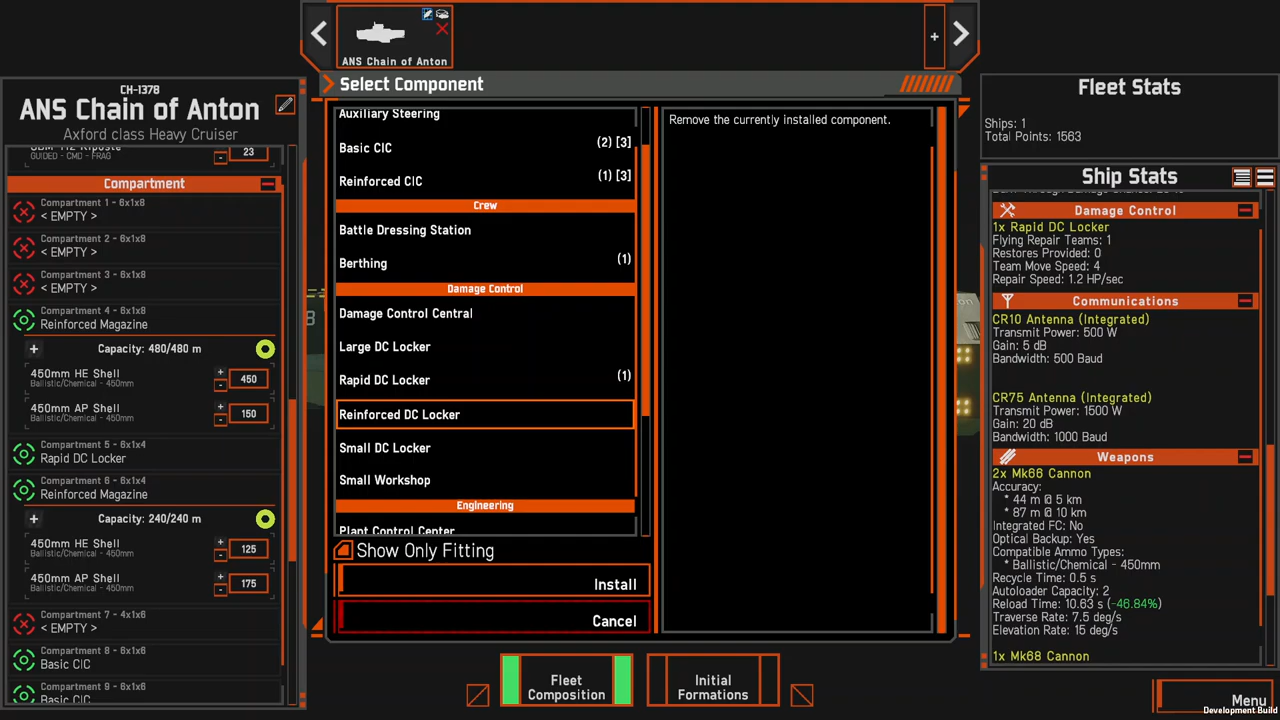 ANS Chain of Anton
+
CH-1378
ANS Chain of Anton
Axford class Heavy Cruiser
GUIDED - CMD - FRAG
23
-
Compartment
Compartment 1 - 6x1x8
< EMPTY >
Compartment 2 - 6x1x8
< EMPTY >
Compartment 3 - 6x1x8
< EMPTY >
Compartment 4 - 6x1x8
Reinforced Magazine
+ Capacity: 480/480 m
450mm HE Shell
Ballistic/Chemical - 450mm
+
-
450
450mm AP Shell
Ballistic/Chemical - 450mm
+
-
150
Compartment 5 - 6x1x4
Rapid DC Locker
Compartment 6 - 6x1x4
Reinforced Magazine
+ Capacity: 240/240 m
450mm HE Shell
Ballistic/Chemical - 450mm
+
-
125
450mm AP Shell
Ballistic/Chemical - 450mm
+
-
175
Compartment 7 - 4x1x6
< EMPTY >
Compartment 8 - 6x1x6
Basic CIC
Compartment 9 - 6x1x6
Basic CIC
Select Component
Auxiliary Steering
Basic CIC (2) [3]
Reinforced CIC (1) [3]
Crew
Battle Dressing Station
Berthing (1)
Damage Control
Damage Control Central
Large DC Locker
Rapid DC Locker (1)
Reinforced DC Locker
Small DC Locker
Small Workshop
Engineering
Plant Control Center
Show Only Fitting
Install
Cancel
Remove the currently installed component.
Fleet Composition
Initial Formations
Fleet Stats
Ships: 1
Total Points: 1563
Ship Stats
Damage Control
1x Rapid DC Locker
Flying Repair Teams: 1
Restores Provided: 0
Team Move Speed: 4
Repair Speed: 1.2 HP/sec
Communications
CR10 Antenna (Integrated)
Transmit Power: 500 W
Gain: 5 dB
Bandwidth: 500 Baud
CR75 Antenna (Integrated)
Transmit Power: 1500 W
Gain: 20 dB
Bandwidth: 1000 Baud
Weapons
2x Mk66 Cannon
Accuracy:
* 44 m @ 5 km
* 87 m @ 10 km
Integrated FC: No
Optical Backup: Yes
Compatible Ammo Types:
* Ballistic/Chemical - 450mm
Recycle Time: 0.5 s
Autoloader Capacity: 2
Reload Time: 10.63 s (-46.84%)
Traverse Rate: 7.5 deg/s
Elevation Rate: 15 deg/s
1x Mk68 Cannon
Menu
Development Build